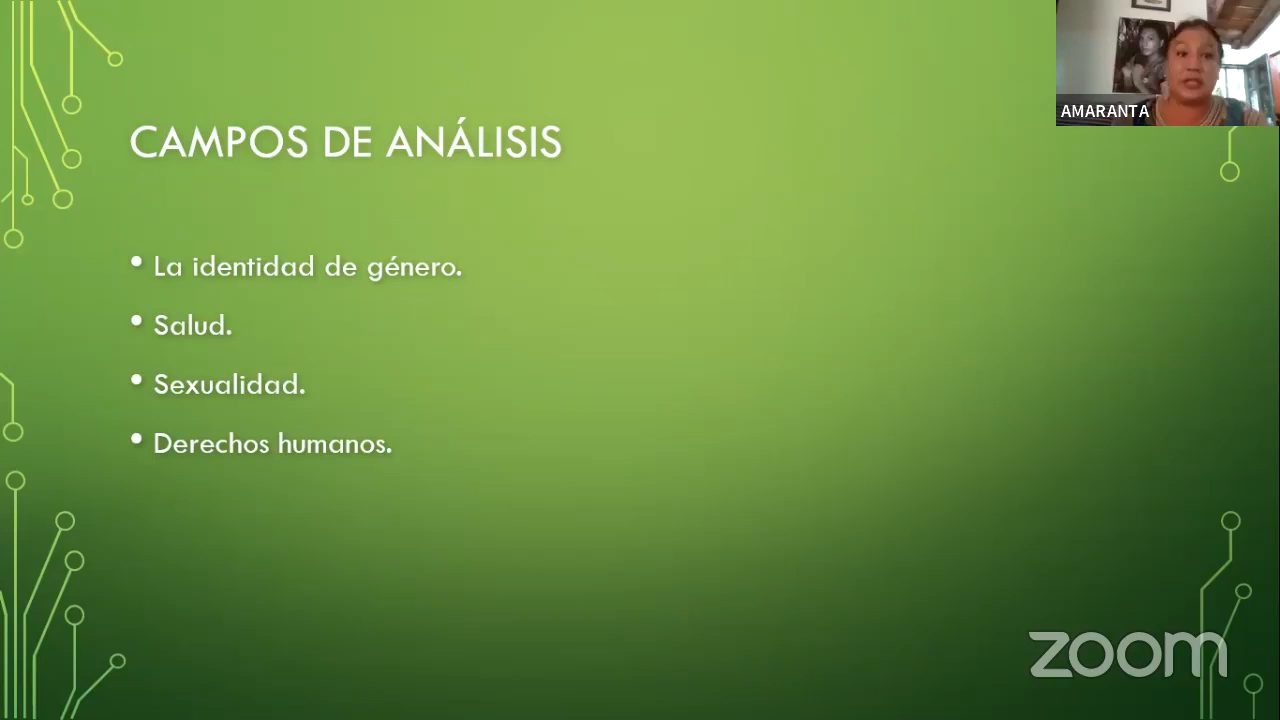 AMARANTA
CAMPOS DE ANÁLISIS
• La identidad de género.
• Salud.
• Sexualidad.
• Derechos humanos.
zoom